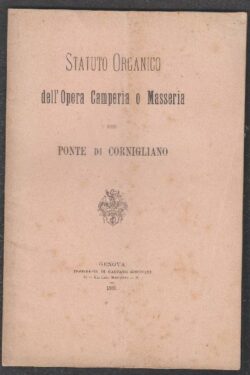 STATUTO ORGANICO
dell'Opera Camperia o Masseria
DEL
PONTE DI CORNIGLIANO
GENOVA